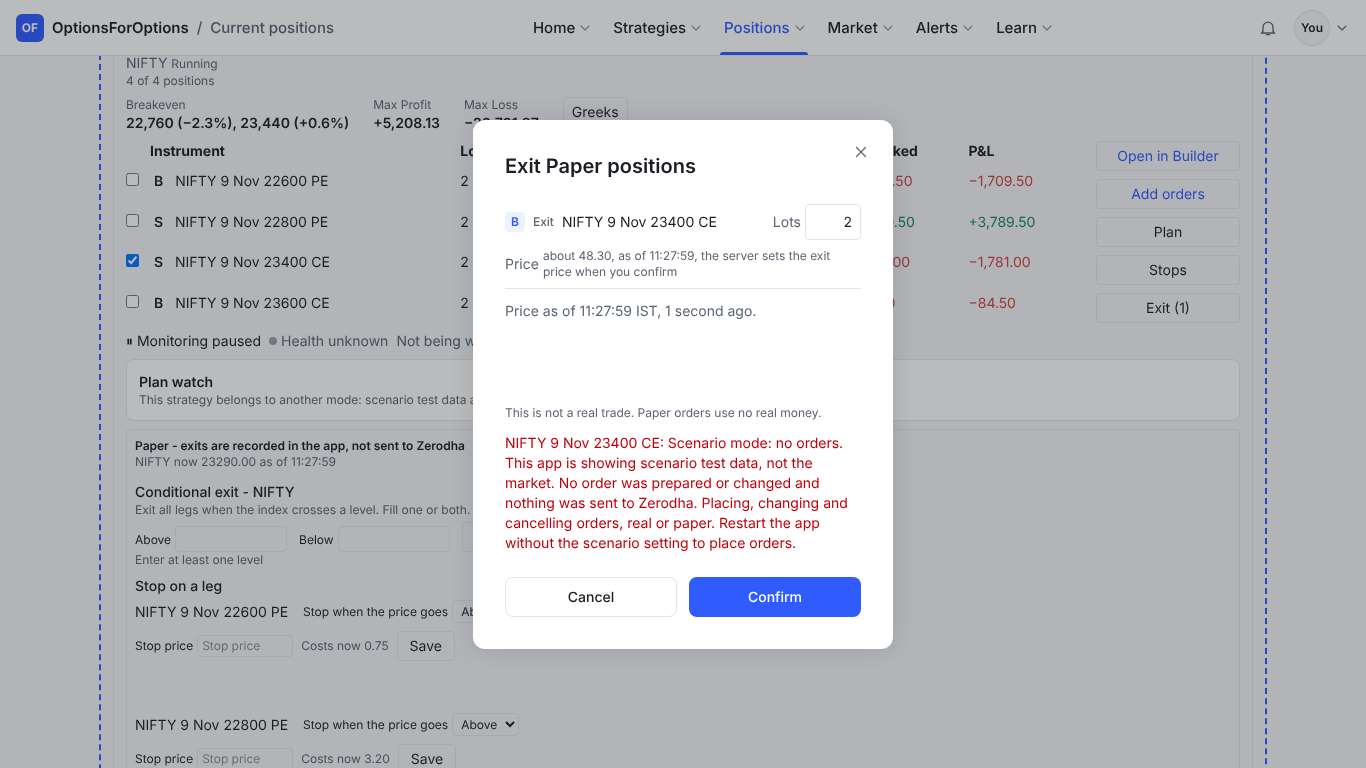 OF OptionsForOptions / Current positions Home Strategies Positions Market Alerts Learn You
NIFTY Running
4 of 4 positions
Breakeven Max Profit Max Loss Greeks
22,760 (−2.3%), 23,440 (+0.6%) +5,208.13
Instrument P&L Open in Builder
B NIFTY 9 Nov 22600 PE 2 −1,709.50
Add orders
S NIFTY 9 Nov 22800 PE 2 +3,789.50
Plan
S NIFTY 9 Nov 23400 CE 2 −1,781.00
Stops
B NIFTY 9 Nov 23600 CE 2 −84.50
Exit (1)
Monitoring paused Health unknown Not being
Plan watch
This strategy belongs to another mode: scenario test data
Paper - exits are recorded in the app, not sent to Zerodha
NIFTY now 23290.00 as of 11:27:59
Conditional exit - NIFTY
Exit all legs when the index crosses a level. Fill one or both.
Above Below
Enter at least one level
Stop on a leg
NIFTY 9 Nov 22600 PE Stop when the price goes
Stop price Stop price Costs now 0.75 Save
NIFTY 9 Nov 22800 PE Stop when the price goes Above
Stop price Stop price Costs now 3.20 Save
Exit Paper positions
B Exit NIFTY 9 Nov 23400 CE Lots 2
Price about 48.30, as of 11:27:59, the server sets the exit
price when you confirm
Price as of 11:27:59 IST, 1 second ago.
This is not a real trade. Paper orders use no real money.
NIFTY 9 Nov 23400 CE: Scenario mode: no orders.
This app is showing scenario test data, not the
market. No order was prepared or changed and
nothing was sent to Zerodha. Placing, changing and
cancelling orders, real or paper. Restart the app
without the scenario setting to place orders.
Cancel Confirm